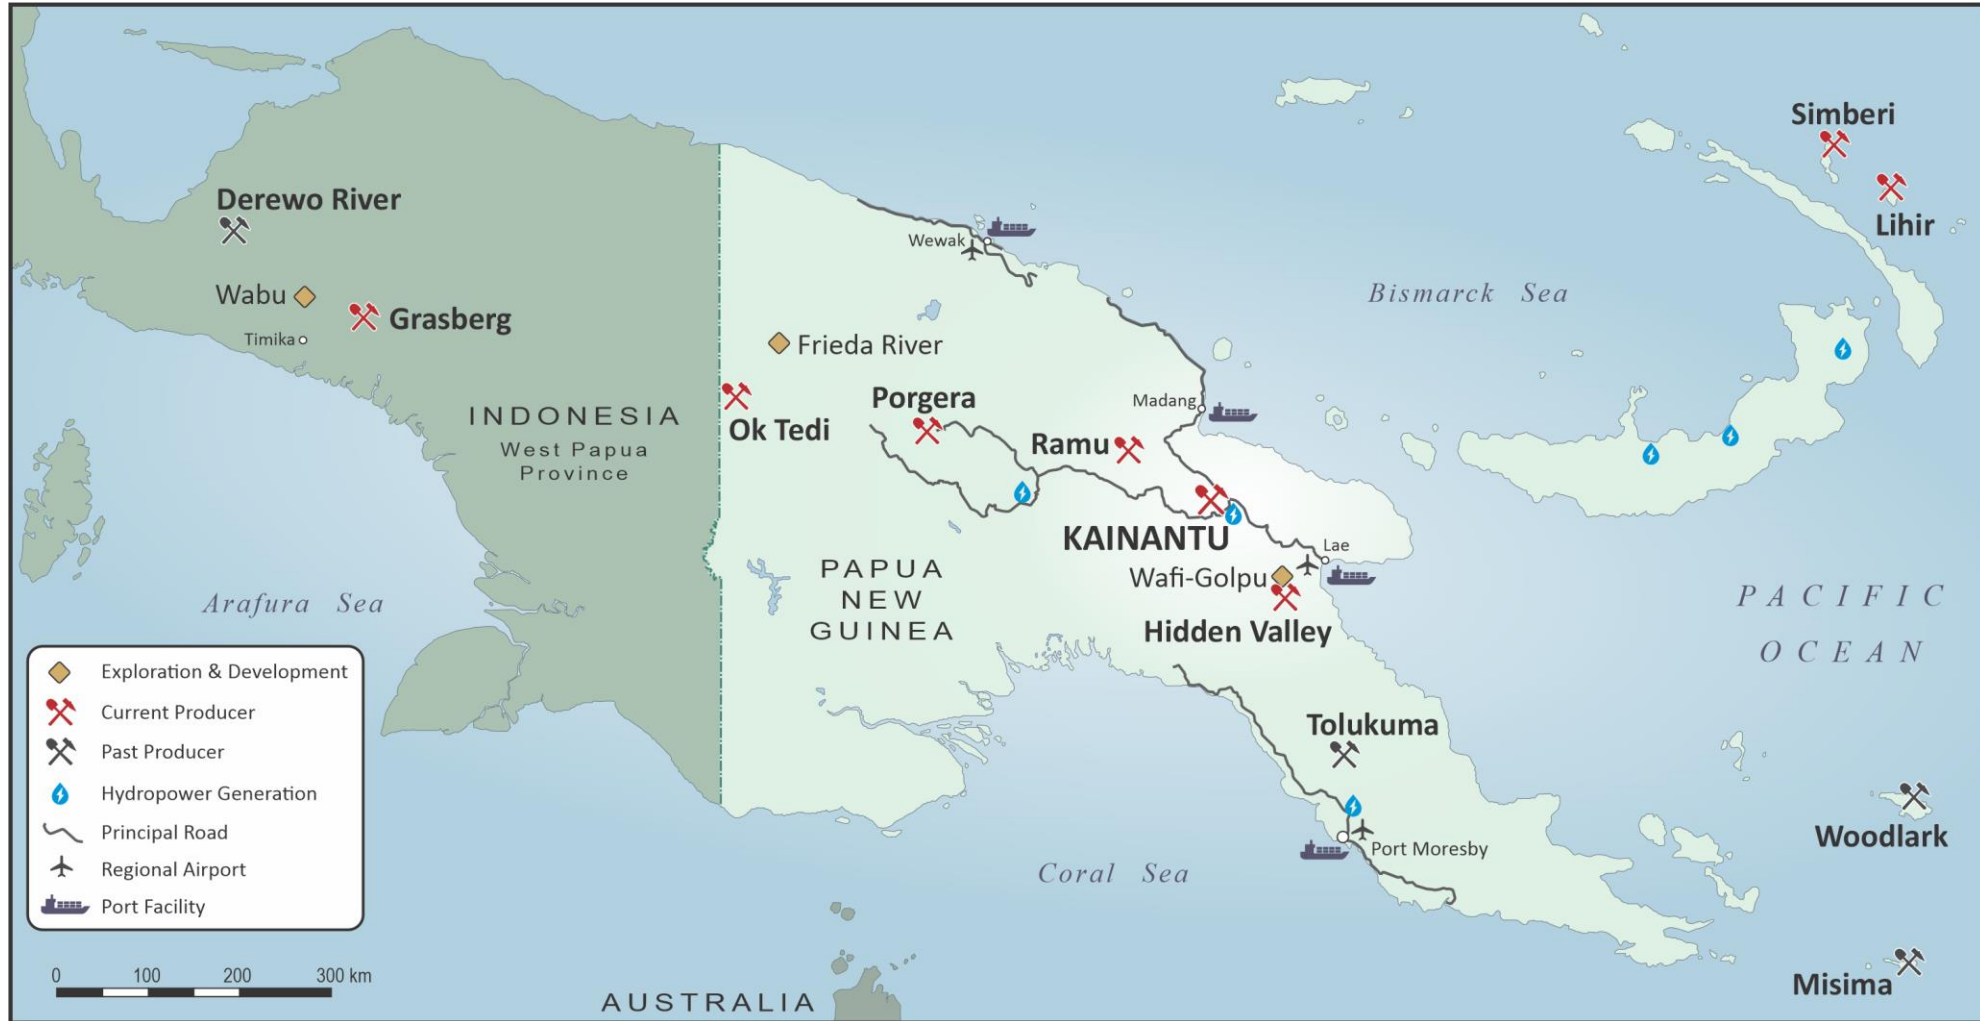 Simberi
Lihir
Derewo River
Wabu
Grasberg
Timika
Wewak
Bismarck Sea
Frieda River
INDONESIA
West Papua
Province
Ok Tedi
Porgera
Ramu
Madang
KAINANTU
Lae
Wafi-Golpu
Hidden Valley
PAPUA
NEW
GUINEA
Arafura Sea
PACIFIC
OCEAN
Exploration & Development
Current Producer
Past Producer
Hydropower Generation
Principal Road
Regional Airport
Port Facility
Tolukuma
Port Moresby
Woodlark
Coral Sea
Misima
0 100 200 300 km
AUSTRALIA